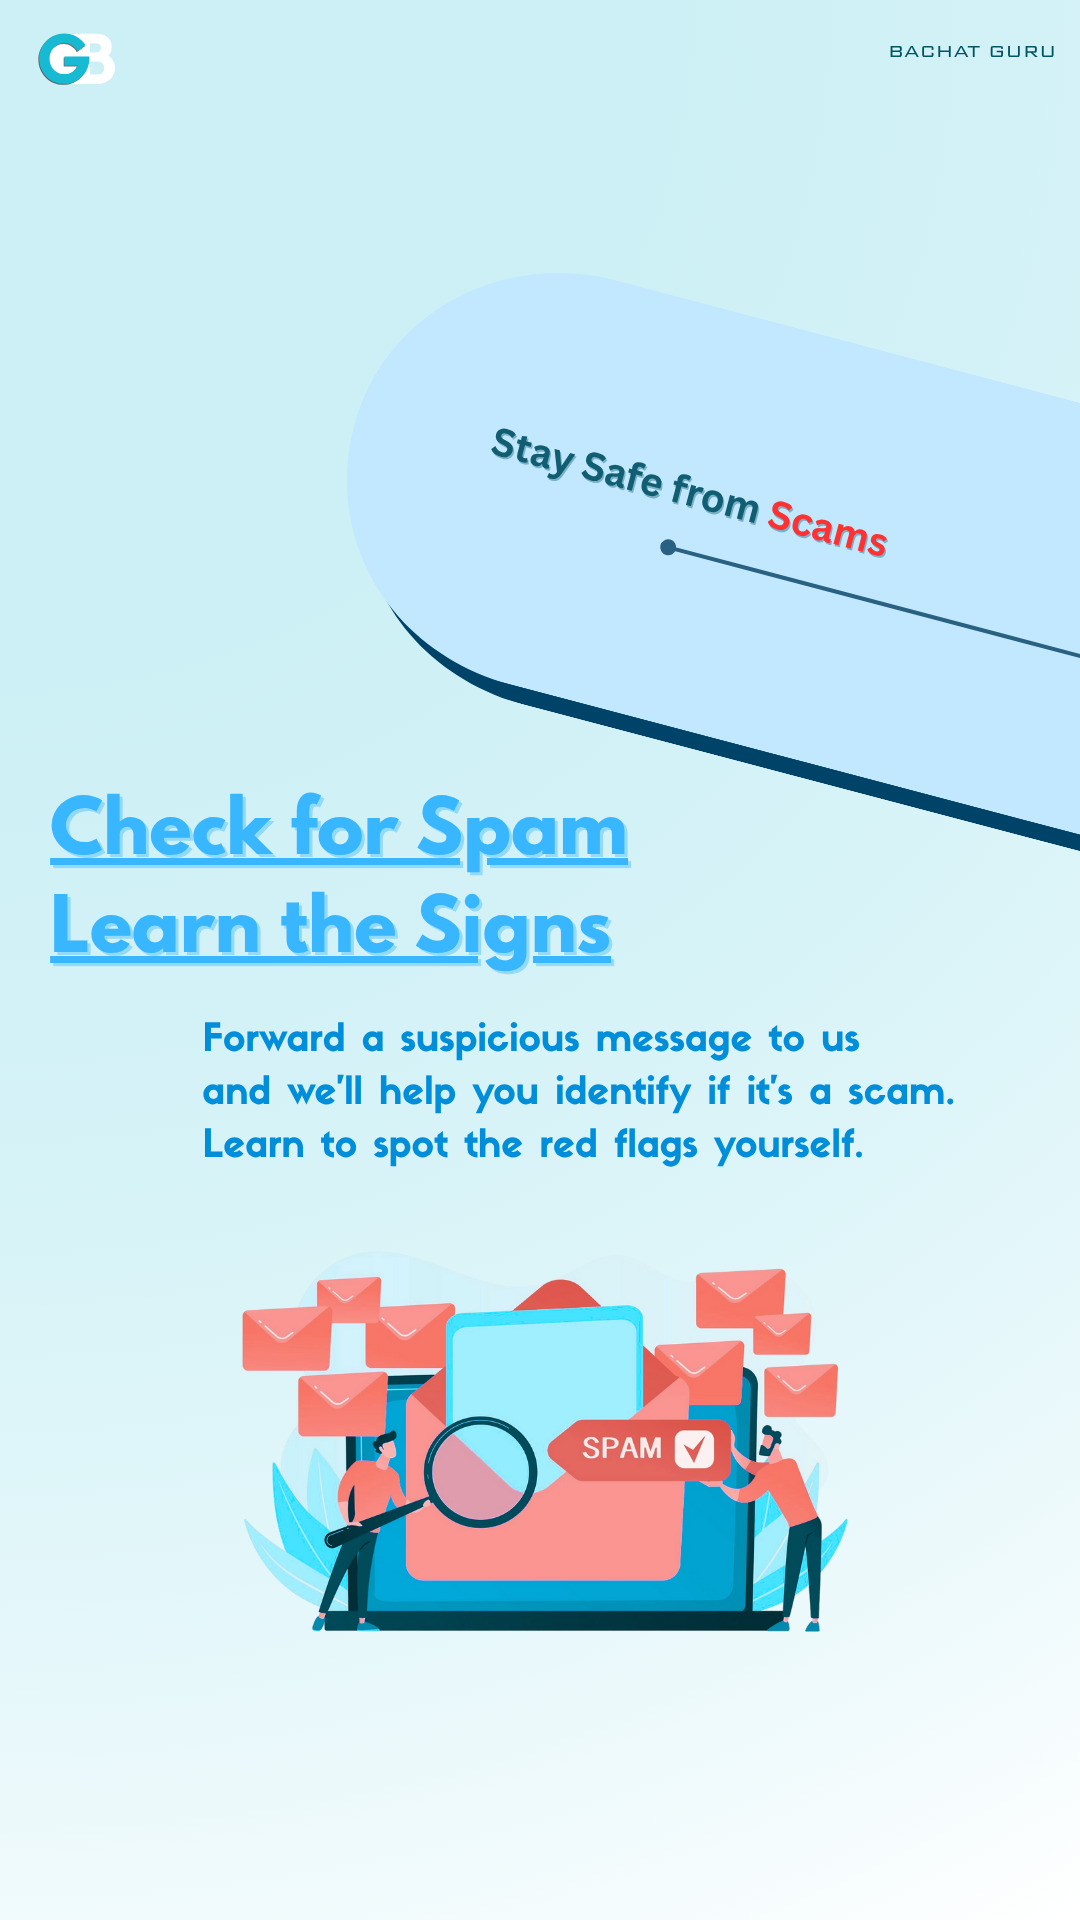 GB
BACHAT GURU
Stay Safe from Scams
Check for Spam
Learn the Signs
Forward a suspicious message to us
and we'll help you identify if it's a scam.
Learn to spot the red flags yourself.
SPAM